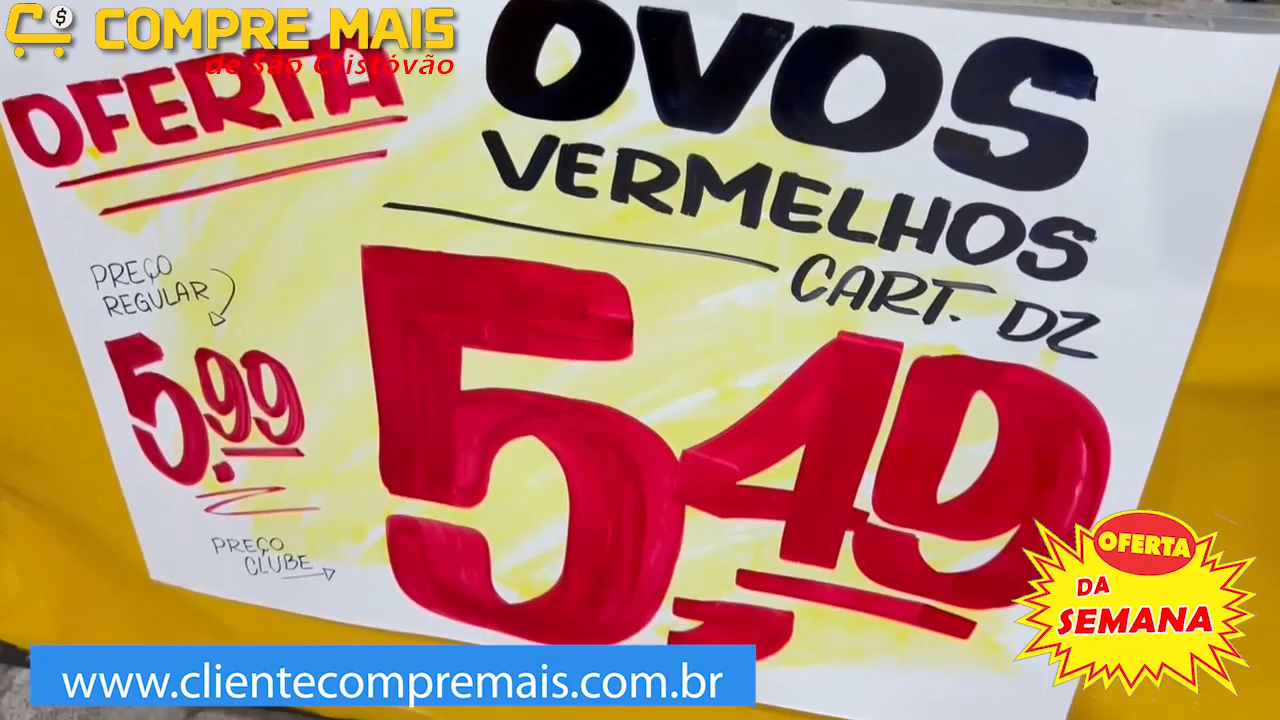 COMPRE MAIS
de São Cristóvão
OFERTA
OVOS
VERMELHOS
CART. DZ
PREÇO
REGULAR
5.99
5,49
PREÇO
CLUBE
OFERTA
DA
SEMANA
www.clientecompremais.com.br